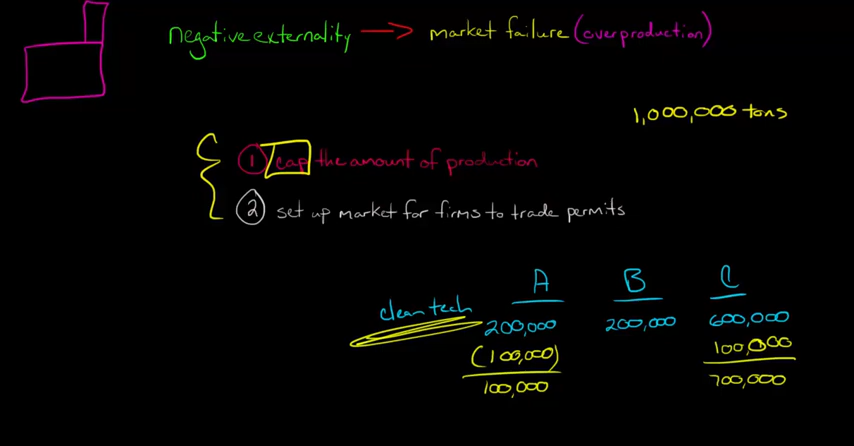 negative externality → market failure (overproduction)
1,000,000 tons
① cap the amount of production
② set up market for firms to trade permits
A B C
clean tech
200,000 200,000 600,000
(100,000) 100,000
100,000 700,000